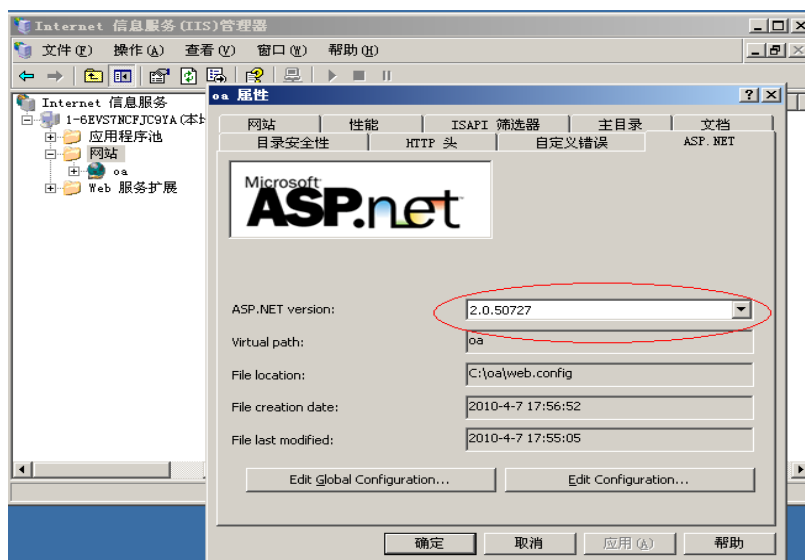 Internet 信息服务(IIS)管理器
文件(F) 操作(A) 查看(V) 窗口(W) 帮助(H)
Internet 信息服务
1-6EVS7NCFJC9YA(本
应用程序池
网站
oa
Web 服务扩展
oa 属性
网站 性能 ISAPI 筛选器 主目录 文档
目录安全性 HTTP 头 自定义错误 ASP.NET
Microsoft
ASP.net
ASP.NET version: 2.0.50727
Virtual path: oa
File location: C:\oa\web.config
File creation date: 2010-4-7 17:56:52
File last modified: 2010-4-7 17:55:05
Edit Global Configuration... Edit Configuration...
确定 取消 应用(A) 帮助